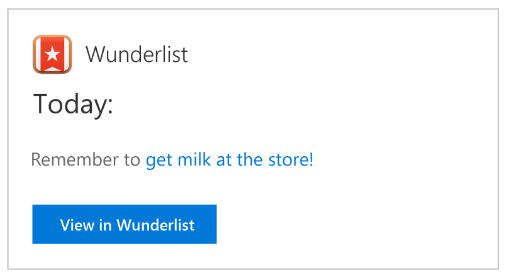 Wunderlist
Today:
Remember to get milk at the store!
View in Wunderlist